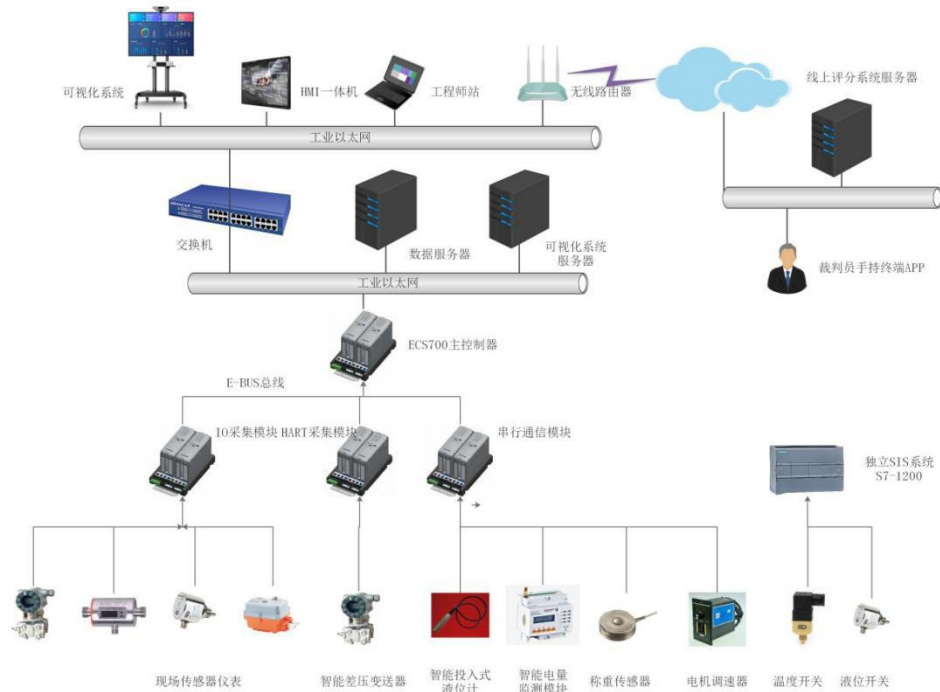 可视化系统
HMI一体机
工程师站
无线路由器
线上评分系统服务器
工业以太网
交换机
数据服务器
可视化系统
服务器
裁判员手持终端APP
工业以太网
ECS700主控制器
E-BUS总线
IO采集模块
HART采集模块
串行通信模块
独立SIS系统
S7-1200
现场传感器仪表
智能差压变送器
智能投入式
液位计
智能电量
监测模块
称重传感器
电机调速器
温度开关
液位开关